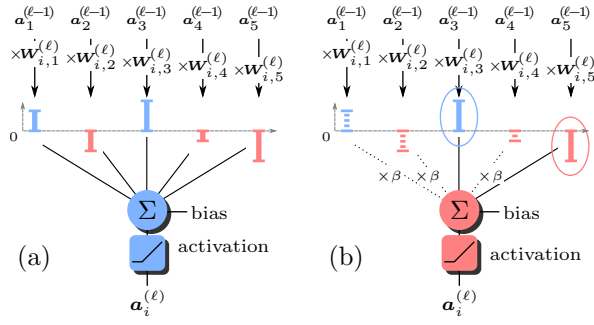 a_1^{(ℓ−1)} a_2^{(ℓ−1)} a_3^{(ℓ−1)} a_4^{(ℓ−1)} a_5^{(ℓ−1)}
×W_{i,1}^{(ℓ)} ×W_{i,2}^{(ℓ)} ×W_{i,3}^{(ℓ)} ×W_{i,4}^{(ℓ)} ×W_{i,5}^{(ℓ)}
0
Σ
bias
activation
(a)
a_i^{(ℓ)}
a_1^{(ℓ−1)} a_2^{(ℓ−1)} a_3^{(ℓ−1)} a_4^{(ℓ−1)} a_5^{(ℓ−1)}
×W_{i,1}^{(ℓ)} ×W_{i,2}^{(ℓ)} ×W_{i,3}^{(ℓ)} ×W_{i,4}^{(ℓ)} ×W_{i,5}^{(ℓ)}
0
×β ×β ×β
Σ
bias
(b)
activation
a_i^{(ℓ)}